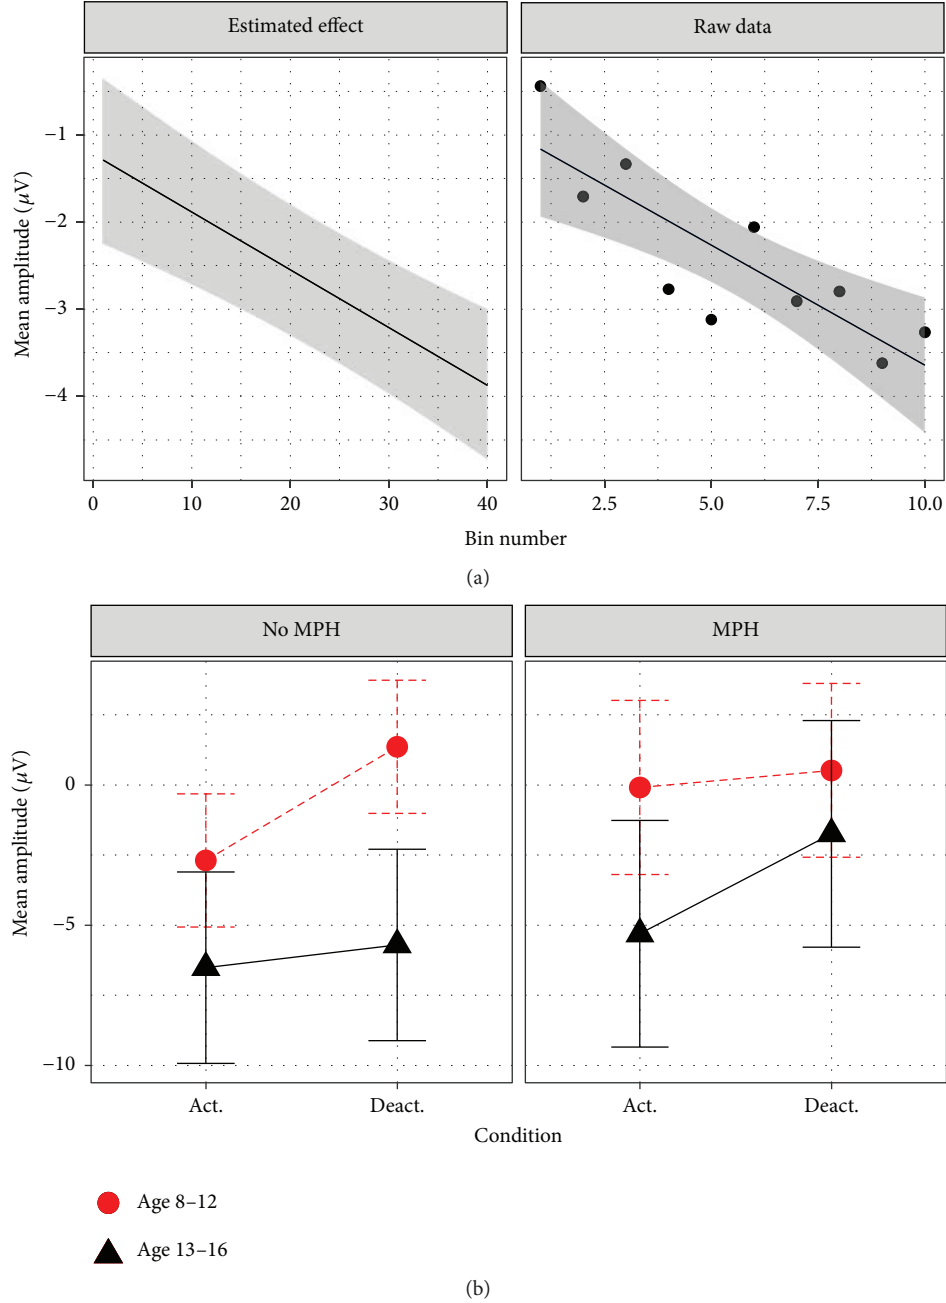 Estimated effect
Raw data
Mean amplitude (μV)
−1
−2
−3
−4
0
10
20
30
40
2.5
5.0
7.5
10.0
Bin number
(a)
No MPH
MPH
Mean amplitude (μV)
0
−5
−10
Act.
Deact.
Act.
Deact.
Condition
Age 8–12
Age 13–16
(b)